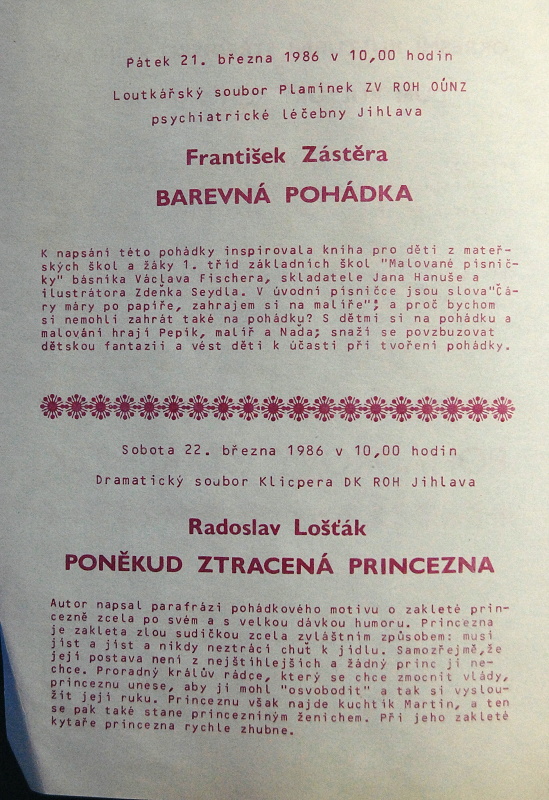 Pátek 21. března 1986 v 10,00 hodin
Loutkářský soubor Plamínek ZV ROH OÚNZ
psychiatrické léčebny Jihlava
František Zástěra
BAREVNÁ POHÁDKA
K napsání této pohádky inspirovala kniha pro děti z mateř-
ských škol a žáky 1. tříd základních škol "Malované písnič-
ky" básníka Václava Fischera, skladatele Jana Hanuše a
ilustrátora Zdeňka Seydla. V úvodní písničce jsou slova"Čá-
ry máry po papíře, zahrajem si na malíře"; a proč bychom
si nemohli zahrát také na pohádku? S dětmi si na pohádku a
malování hrají Pepík, malíř a Naďa; snaží se povzbuzovat
dětskou fantazii a vést děti k účasti při tvoření pohádky.
Sobota 22. března 1986 v 10,00 hodin
Dramatický soubor Klicpera DK ROH Jihlava
Radoslav Lošťák
PONĚKUD ZTRACENÁ PRINCEZNA
Autor napsal parafrázi pohádkového motivu o zakleté prin-
cezně zcela po svém a s velkou dávkou humoru. Princezna
je zakleta zlou sudičkou zcela zvláštním způsobem: musí
jíst a jíst a nikdy neztrácí chuť k jídlu. Samozřejmě,že
její postava není z nejštíhlejších a žádný princ ji ne-
chce. Proradný králův rádce, který se chce zmocnit vlády,
princeznu unese, aby ji mohl "osvobodit" a tak si vyslou-
žit její ruku. Princeznu však najde kuchtík Martin, a ten
se pak také stane princezniným ženichem. Při jeho zakleté
kytaře princezna rychle zhubne.